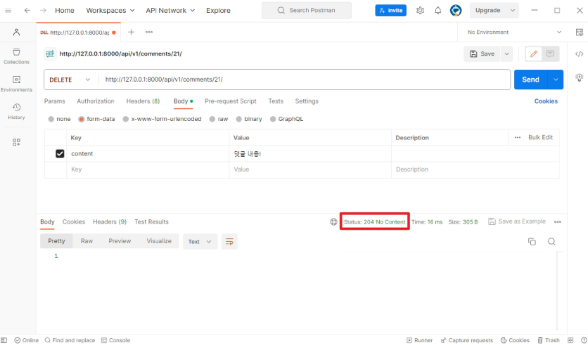 Home Workspaces API Network Explore Search Postman Invite Upgrade
DEL http://127.0.0.1:8000/ap No Environment
http://127.0.0.1:8000/api/v1/comments/21/ Save
Collections
DELETE http://127.0.0.1:8000/api/v1/comments/21/ Send
Environments
Params Authorization Headers (8) Body Pre-request Script Tests Settings Cookies
History
none form-data x-www-form-urlencoded raw binary GraphQL
Key Value Description Bulk Edit
content 댓글 내용!
Key Value Description
Body Cookies Headers (9) Test Results Status: 204 No Content Time: 16 ms Size: 305 B Save as Example
Pretty Raw Preview Visualize Text
1
Online Find and replace Console Runner Capture requests Cookies Trash